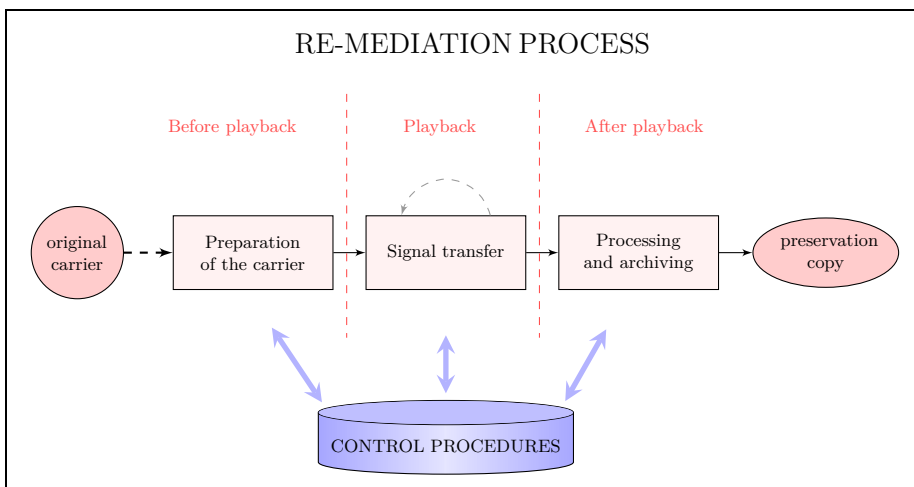 RE-MEDIATION PROCESS
Before playback
Playback
After playback
original
carrier
Preparation
of the carrier
Signal transfer
Processing
and archiving
preservation
copy
CONTROL PROCEDURES